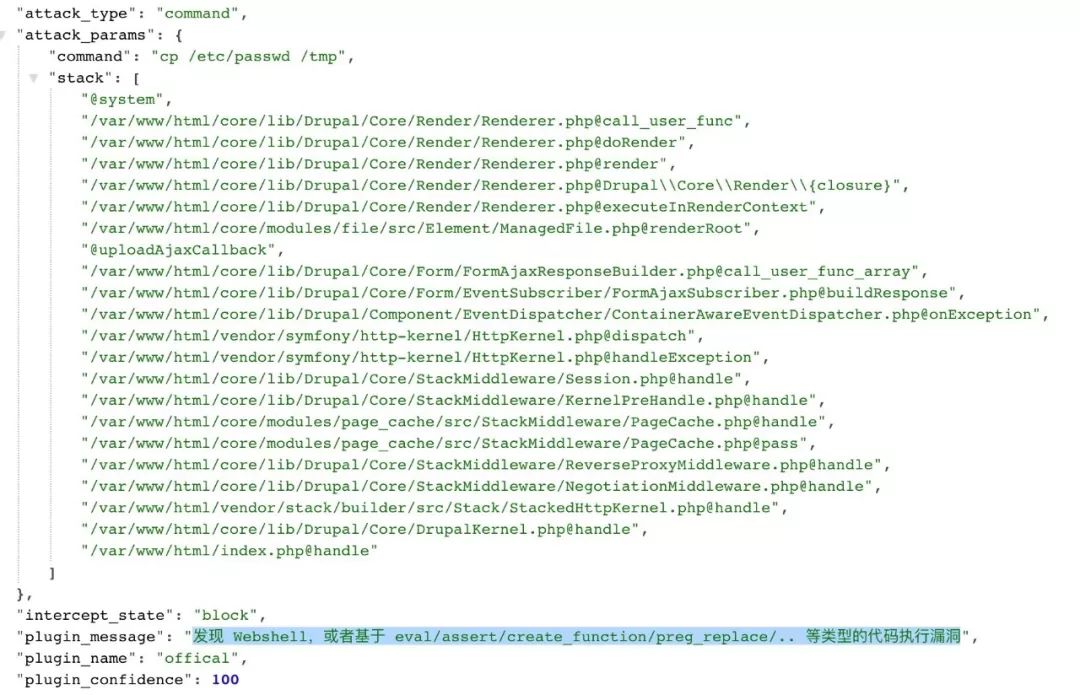 "attack_type": "command",
"attack_params": {
"command": "cp /etc/passwd /tmp",
"stack": [
"@system",
"/var/www/html/core/lib/Drupal/Core/Render/Renderer.php@call_user_func",
"/var/www/html/core/lib/Drupal/Core/Render/Renderer.php@doRender",
"/var/www/html/core/lib/Drupal/Core/Render/Renderer.php@render",
"/var/www/html/core/lib/Drupal/Core/Render/Renderer.php@Drupal\\Core\\Render\\{closure}",
"/var/www/html/core/lib/Drupal/Core/Render/Renderer.php@executeInRenderContext",
"/var/www/html/core/modules/file/src/Element/ManagedFile.php@renderRoot",
"@uploadAjaxCallback",
"/var/www/html/core/lib/Drupal/Core/Form/FormAjaxResponseBuilder.php@call_user_func_array",
"/var/www/html/core/lib/Drupal/Core/Form/EventSubscriber/FormAjaxSubscriber.php@buildResponse",
"/var/www/html/core/lib/Drupal/Component/EventDispatcher/ContainerAwareEventDispatcher.php@onException",
"/var/www/html/vendor/symfony/http-kernel/HttpKernel.php@dispatch",
"/var/www/html/vendor/symfony/http-kernel/HttpKernel.php@handleException",
"/var/www/html/core/lib/Drupal/Core/StackMiddleware/Session.php@handle",
"/var/www/html/core/lib/Drupal/Core/StackMiddleware/KernelPreHandle.php@handle",
"/var/www/html/core/modules/page_cache/src/StackMiddleware/PageCache.php@handle",
"/var/www/html/core/modules/page_cache/src/StackMiddleware/PageCache.php@pass",
"/var/www/html/core/lib/Drupal/Core/StackMiddleware/ReverseProxyMiddleware.php@handle",
"/var/www/html/core/lib/Drupal/Core/StackMiddleware/NegotiationMiddleware.php@handle",
"/var/www/html/vendor/stack/builder/src/Stack/StackedHttpKernel.php@handle",
"/var/www/html/core/lib/Drupal/Core/DrupalKernel.php@handle",
"/var/www/html/index.php@handle"
]
},
"intercept_state": "block",
"plugin_message": "发现 Webshell, 或者基于 eval/assert/create_function/preg_replace/.. 等类型的代码执行漏洞",
"plugin_name": "offical",
"plugin_confidence": 100